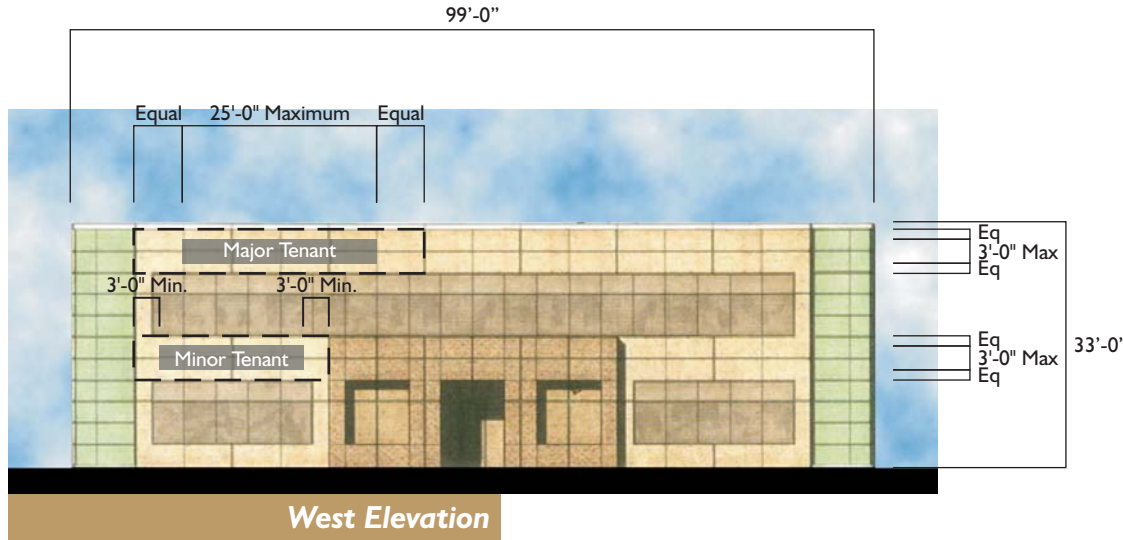 99’-0”
Equal 25'-0" Maximum Equal
Major Tenant
Eq
3'-0" Max
Eq
3'-0" Min. 3'-0" Min.
Minor Tenant
Eq
3'-0" Max
Eq
33’-0’
West Elevation